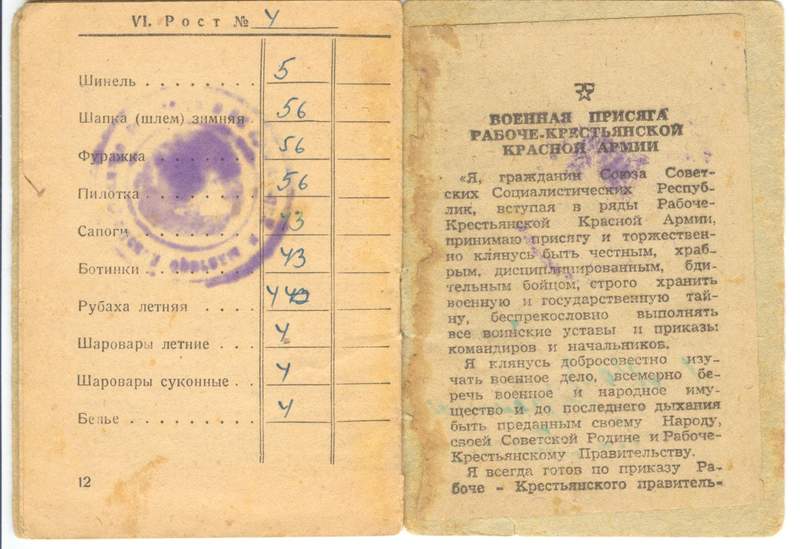 VI. Рост № 4
Шинель . . . . . . . . 5
Шапка (шлем) зимняя . 56
Фуражка . . . . . . . 56
Пилотка . . . . . . . . 56
Сапоги . . . . . . . . 43
Ботинки . . . . . . . . 43
Рубаха летняя . . . .
Шаровары летние . . . 4
Шаровары суконные . . 4
Белье . . . . . . . . . 4
12
ВОЕННАЯ ПРИСЯГА
РАБОЧЕ-КРЕСТЬЯНСКОЙ
КРАСНОЙ АРМИИ
«Я, гражданин Союза Совет-
ских Социалистических Респуб-
лик, вступая в ряды Рабоче-
Крестьянской Красной Армии,
принимаю присягу и торжествен-
но клянусь быть честным, храб-
рым, дисциплинированным, бди-
тельным бойцом, строго хранить
военную и государственную тай-
ну, беспрекословно выполнять
все воинские уставы и приказы
командиров и начальников.
Я клянусь добросовестно изу-
чать военное дело, всемерно бе-
речь военное и народное иму-
щество и до последнего дыхания
быть преданным своему Народу,
своей Советской Родине и Рабоче-
Крестьянскому Правительству.
Я всегда готов по приказу Ра-
боче - Крестьянского правитель-